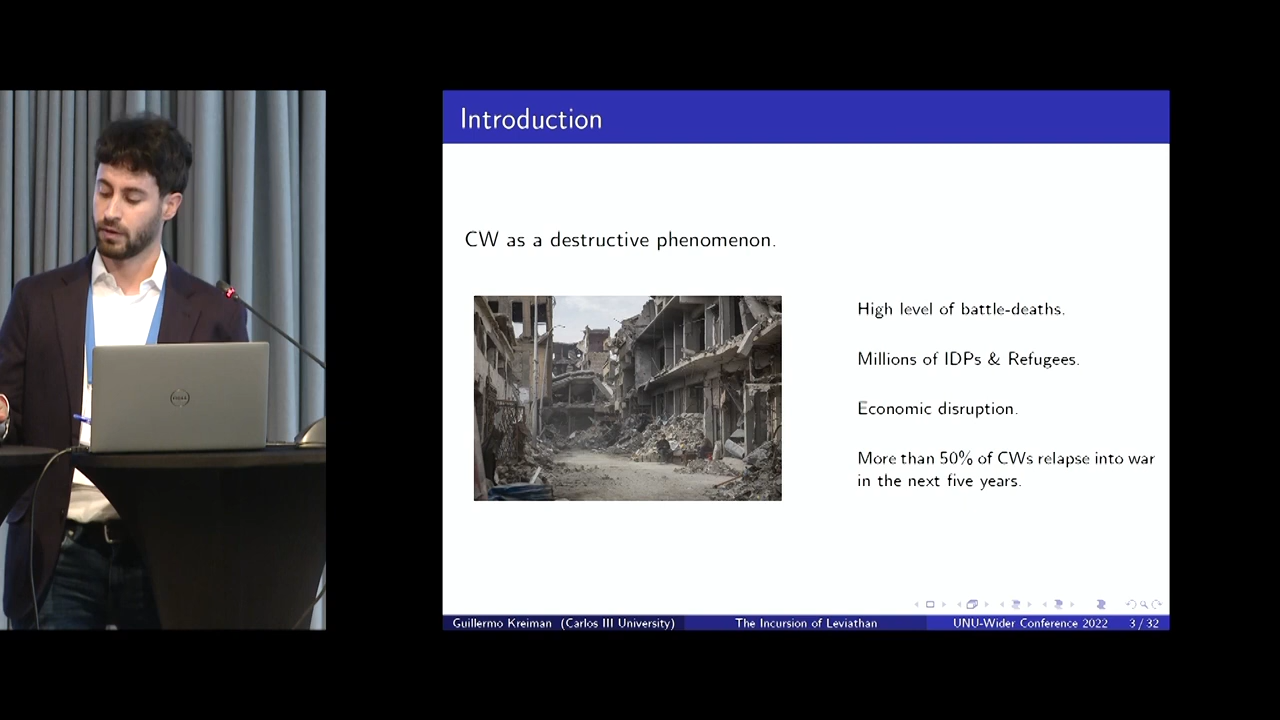 Introduction
CW as a destructive phenomenon.
High level of battle-deaths.
Millions of IDPs & Refugees.
Economic disruption.
More than 50% of CWs relapse into war
in the next five years.
Guillermo Kreiman (Carlos III University)
The Incursion of Leviathan
UNU-Wider Conference 2022
3 / 32